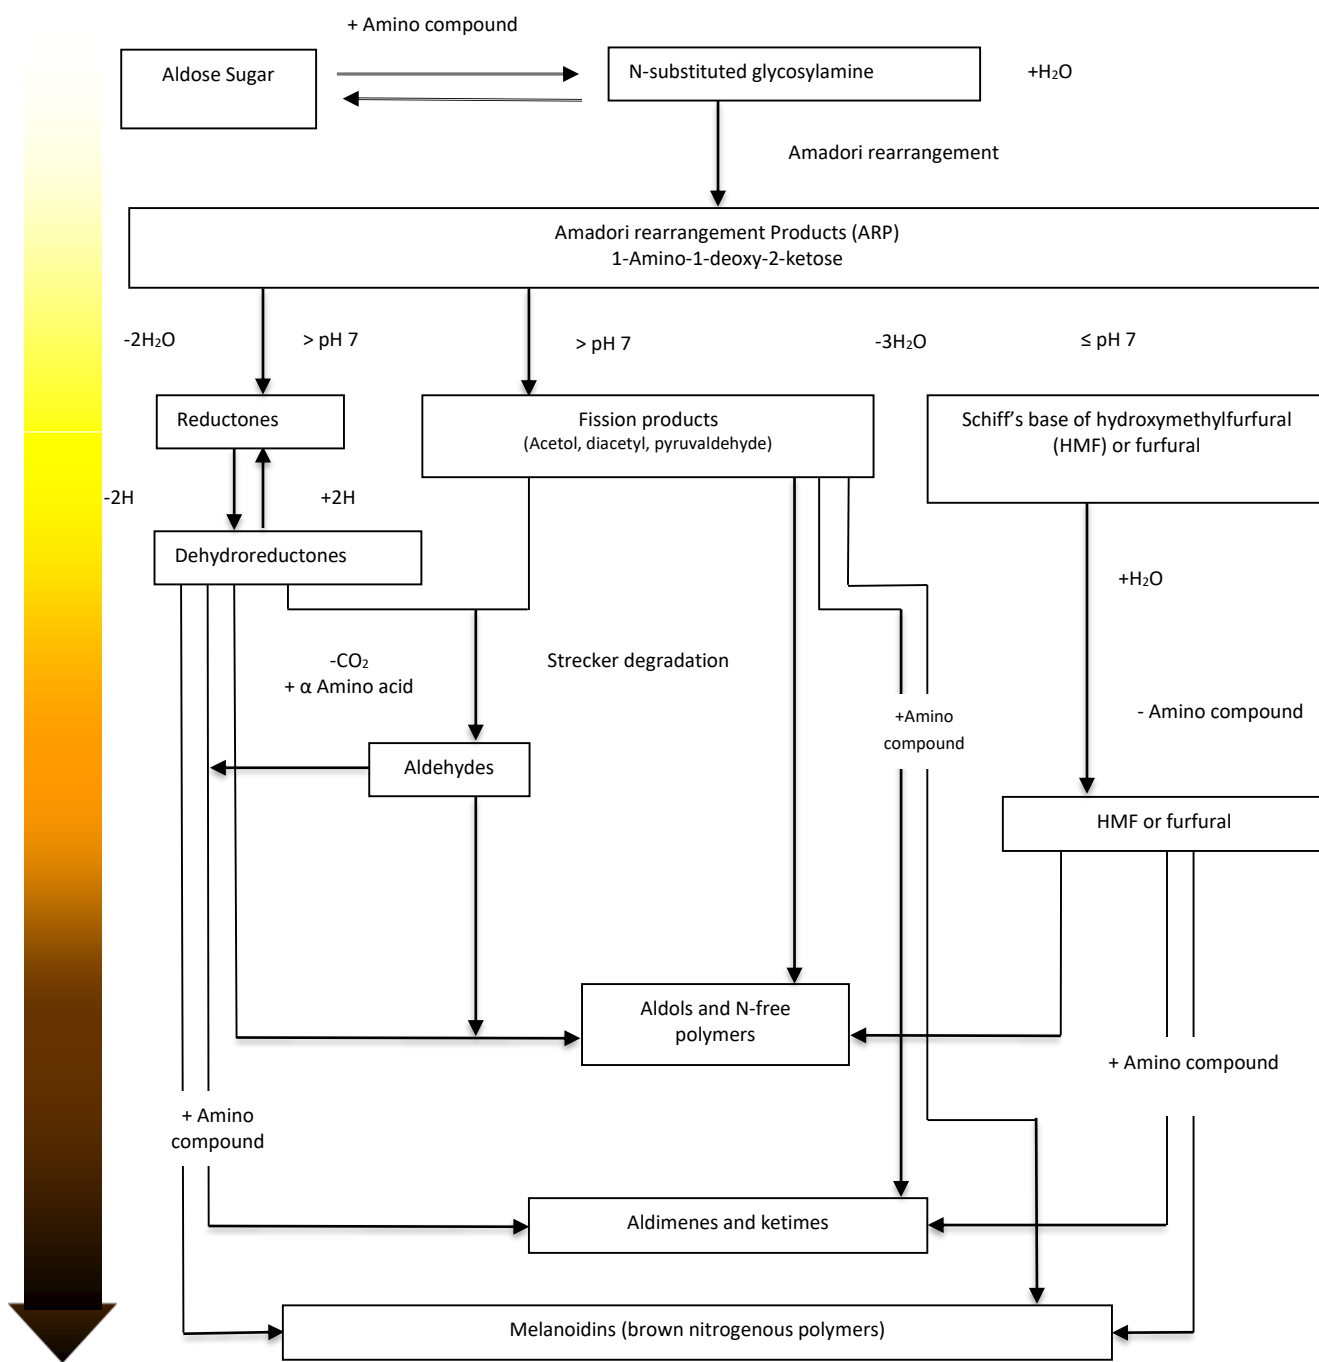 + Amino compound
Aldose Sugar
N-substituted glycosylamine
+H₂O
Amadori rearrangement
Amadori rearrangement Products (ARP)
1-Amino-1-deoxy-2-ketose
-2H₂O
> pH 7
> pH 7
-3H₂O
≤ pH 7
Reductones
Fission products
(Acetol, diacetyl, pyruvaldehyde)
Schiff’s base of hydroxymethylfurfural
(HMF) or furfural
-2H
+2H
Dehydroreductones
+H₂O
-CO₂
+ α Amino acid
Strecker degradation
+Amino
compound
- Amino compound
Aldehydes
HMF or furfural
Aldols and N-free
polymers
+ Amino compound
+ Amino
compound
Aldimenes and ketimes
Melanoidins (brown nitrogenous polymers)